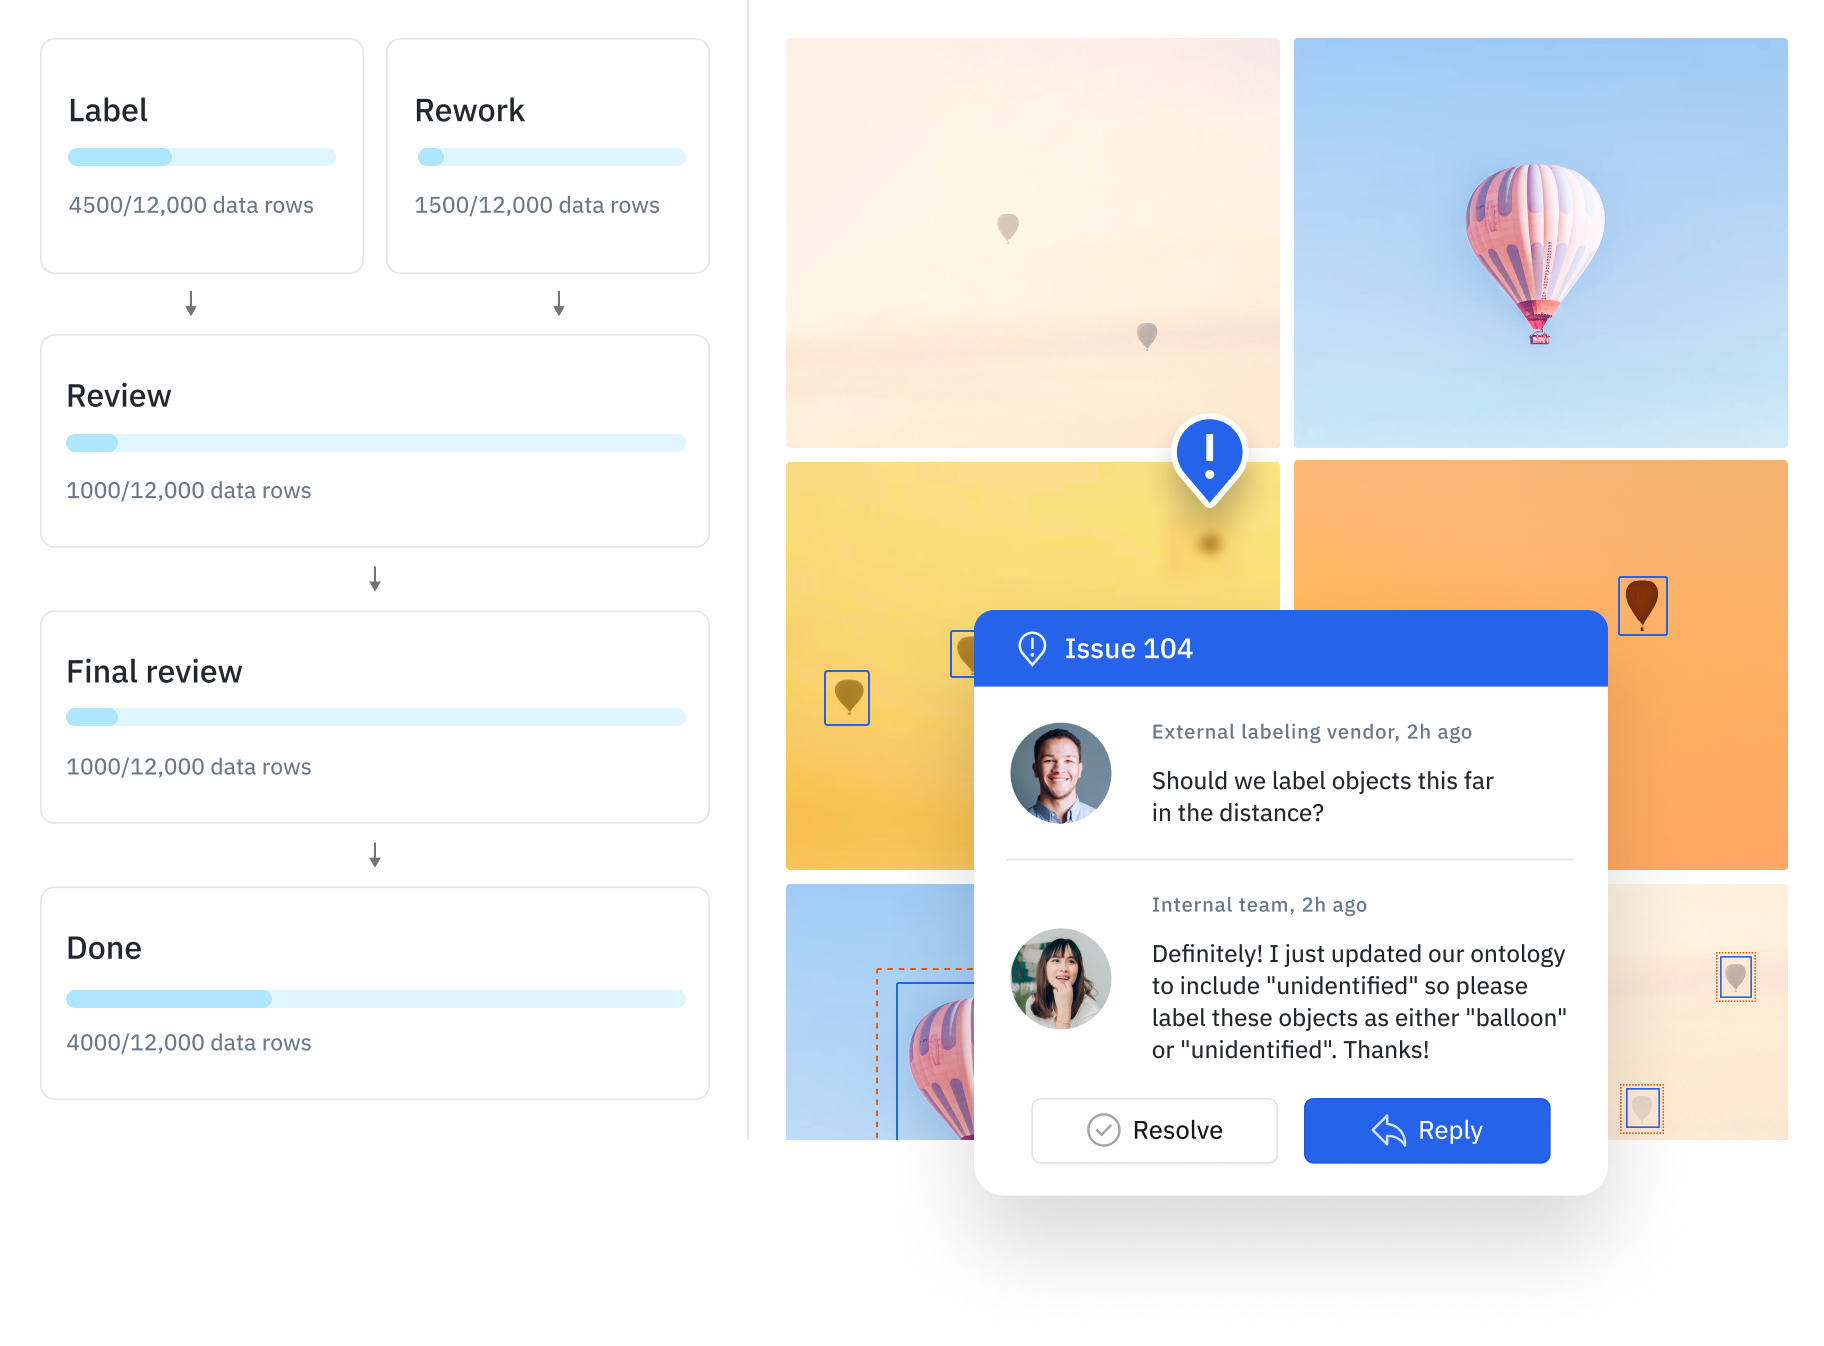 Label
4500/12,000 data rows
Rework
1500/12,000 data rows
Review
1000/12,000 data rows
Final review
1000/12,000 data rows
Done
4000/12,000 data rows
Issue 104
External labeling vendor, 2h ago
Should we label objects this far
in the distance?
Internal team, 2h ago
Definitely! I just updated our ontology
to include "unidentified" so please
label these objects as either "balloon"
or "unidentified". Thanks!
Resolve
Reply